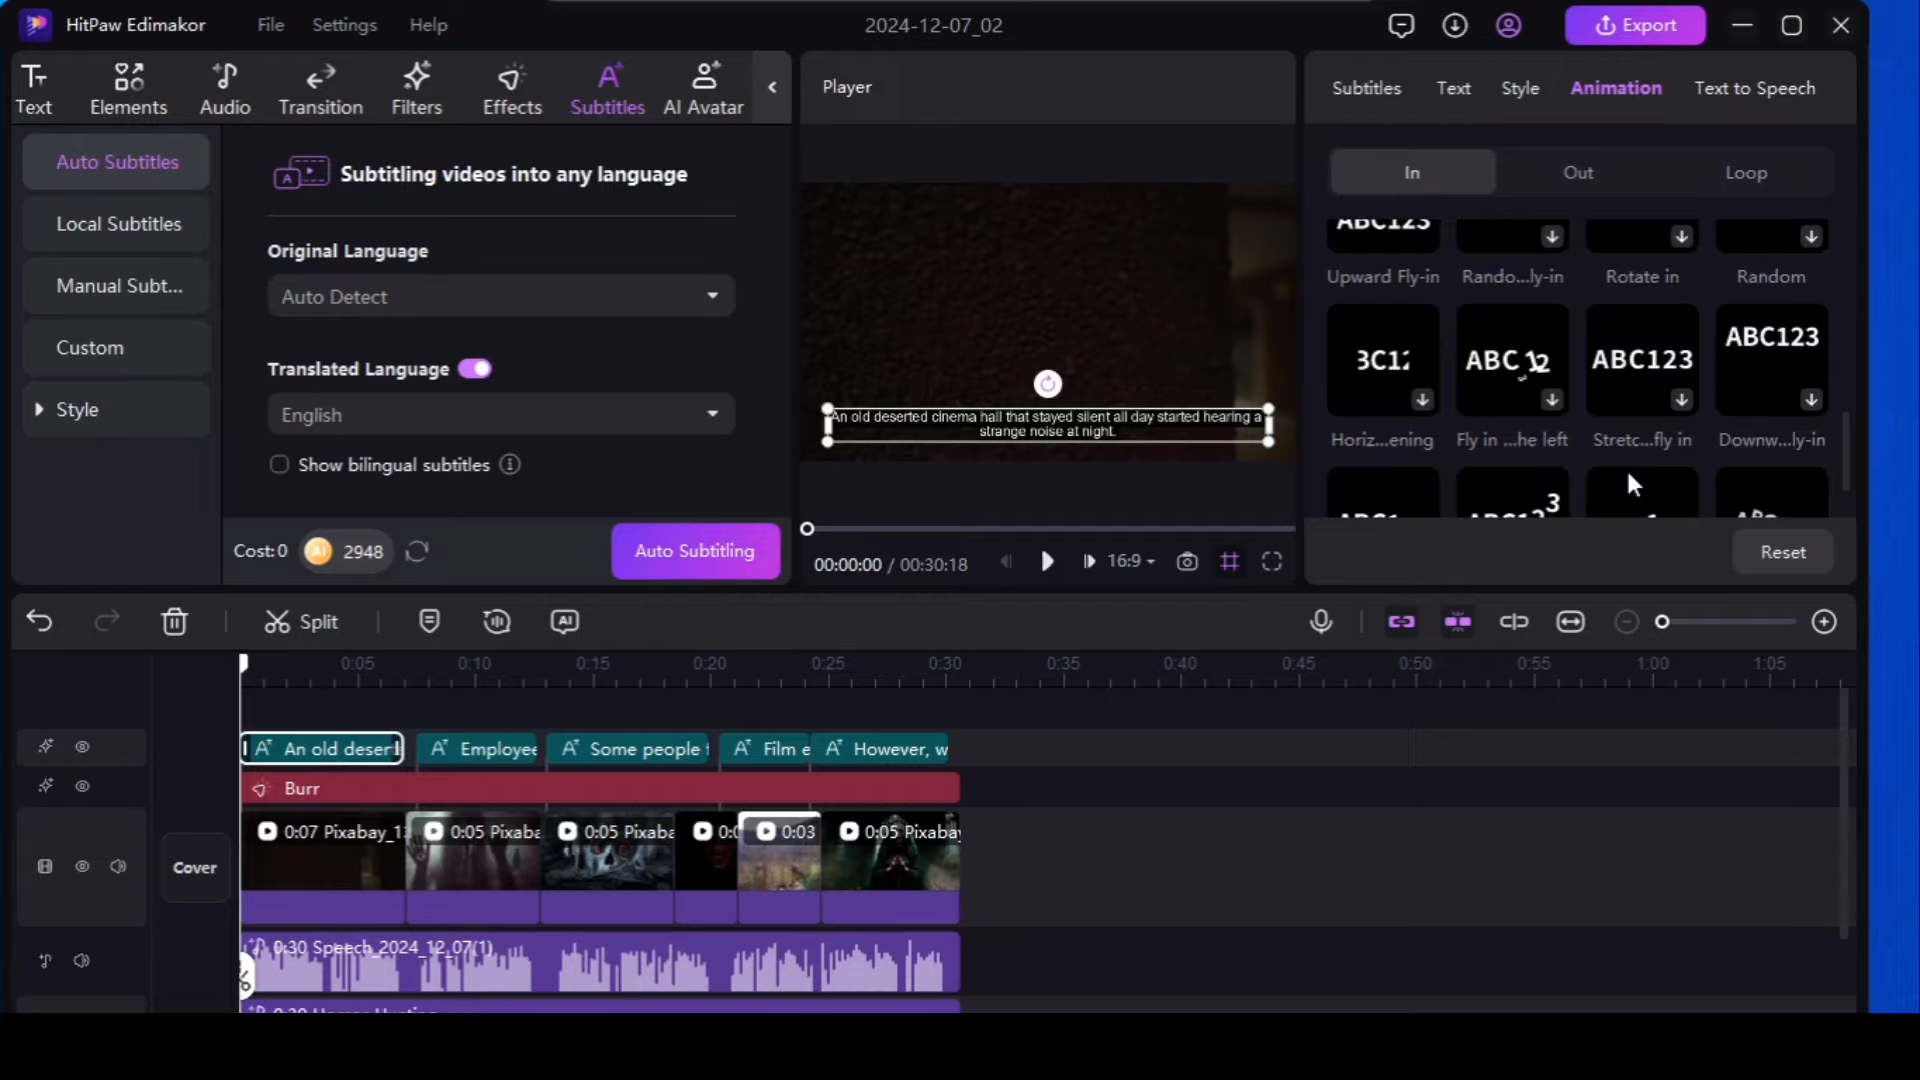 HitPaw Edimakor
File
Settings
Help
2024-12-07_02
Export
Text
Elements
Audio
Transition
Filters
Effects
Subtitles
AI Avatar
Player
Subtitles
Text
Style
Animation
Text to Speech
Auto Subtitles
Local Subtitles
Manual Subt...
Custom
Style
Subtitling videos into any language
Original Language
Auto Detect
Translated Language
English
Show bilingual subtitles
Cost:0
2948
Auto Subtitling
An old deserted cinema hall that stayed silent all day started hearing a
strange noise at night.
00:00:00 / 00:30:18
16:9
In
Out
Loop
ABC123
Upward Fly-in
Rando...ly-in
Rotate in
Random
ABC123
ABC123
Horiz...ening
Fly in ...he left
Stretc...fly in
Downw...ly-in
Reset
Split
AI
0:05
0:10
0:15
0:20
0:25
0:30
0:35
0:40
0:45
0:50
0:55
1:00
1:05
An old desert
Employee
Some people
Film e
However, w
Burr
Cover
0:07 Pixabay_1
0:05 Pixaba
0:05 Pixaba
0:03
0:05 Pixabay
0:30 Speech_2024_12_07(1)